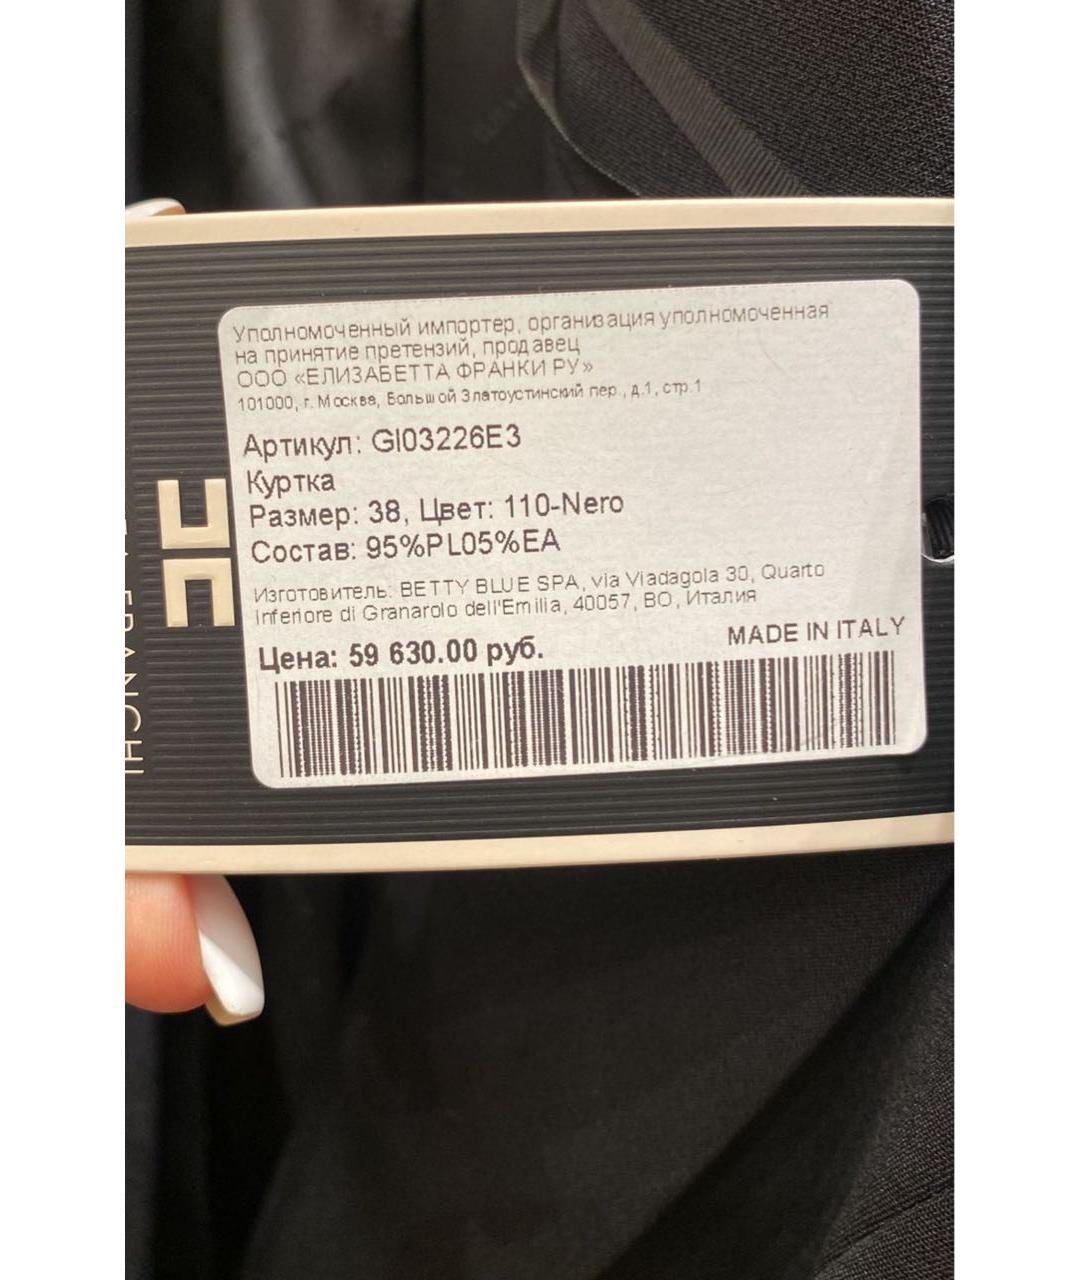 Уполномоченный импортер, организация уполномоченная
на принятие претензий, продавец
ООО «ЕЛИЗАБЕТТА ФРАНКИ РУ»
101000, г. Москва, Большой Златоустинский пер., д.1, стр.1
Артикул: GI03226E3
Куртка
Размер: 38, Цвет: 110-Nero
Состав: 95%PL05%EA
Изготовитель: BETTY BLUE SPA, via Viadagola 30, Quarto
Inferiore di Granarolo dell'Emilia, 40057, BO, Италия
MADE IN ITALY
Цена: 59 630.00 руб.
FRANCHI